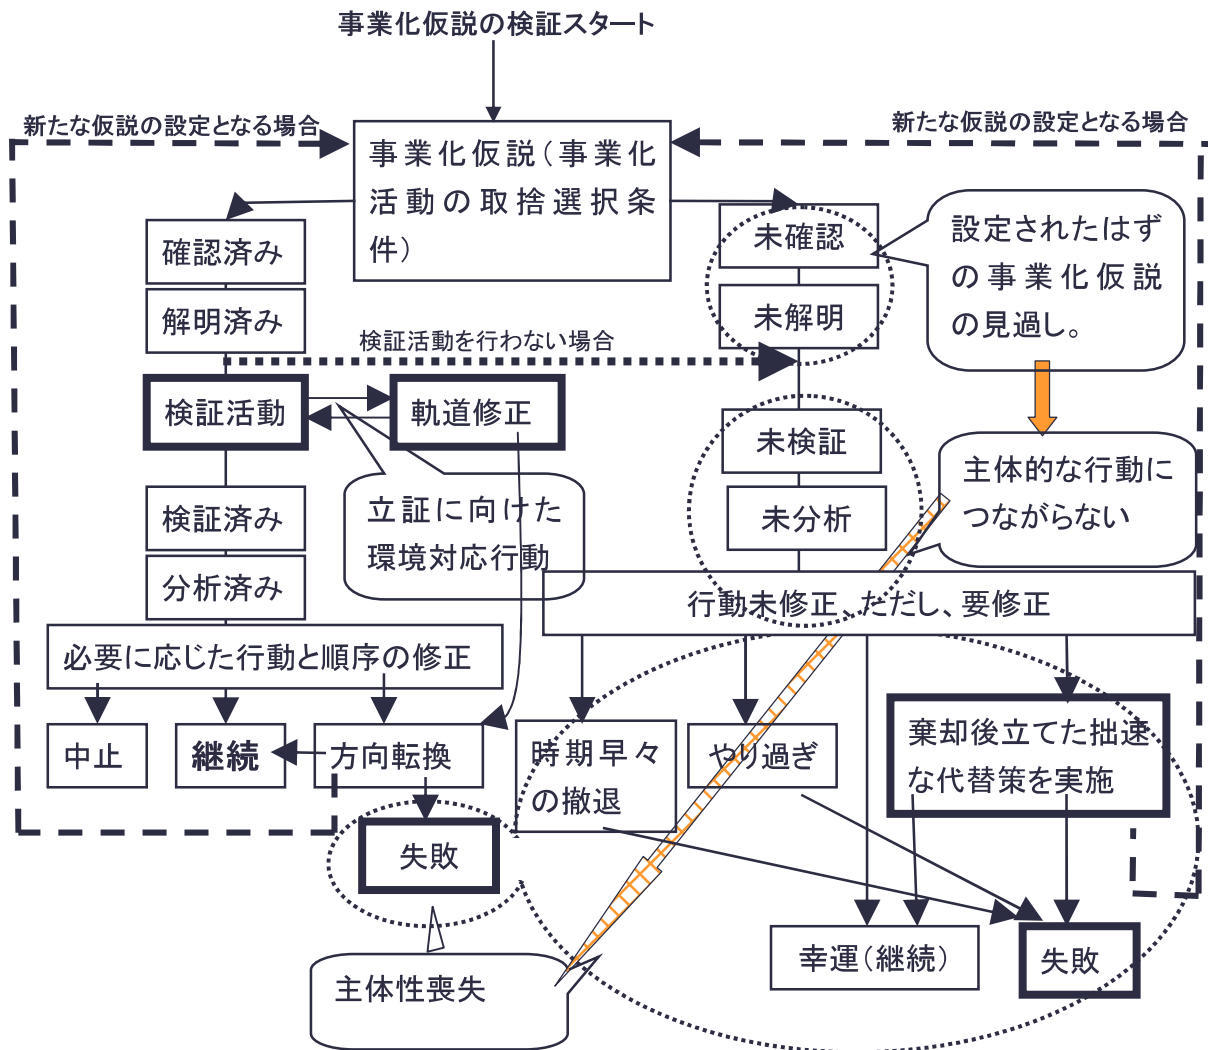 事業化仮説の検証スタート
新たな仮説の設定となる場合
新たな仮説の設定となる場合
事業化仮説（事業化
活動の取捨選択条
件）
確認済み
解明済み
検証活動を行わない場合
検証活動
軌道修正
立証に向けた
環境対応行動
検証済み
分析済み
必要に応じた行動と順序の修正
中止
継続
方向転換
失敗
主体性喪失
未確認
未解明
設定されたはず
の事業化仮説
の見過し。
未検証
未分析
主体的な行動に
つながらない
行動未修正、ただし、要修正
時期早々
の撤退
やり過ぎ
棄却後立てた拙速
な代替策を実施
幸運（継続）
失敗